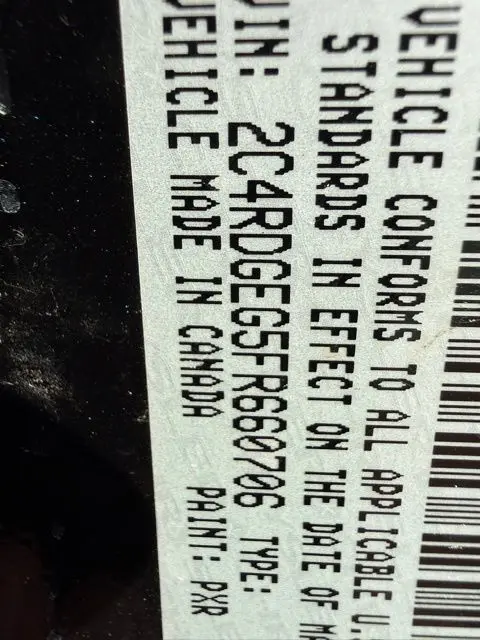 VEHICLE CONFORMS TO ALL APPLICABLE U.
STANDARDS IN EFFECT ON THE DATE OF M
VIN: 2C4RDGEG5FR660706 TYPE:
VEHICLE MADE IN CANADA PAINT: PXR